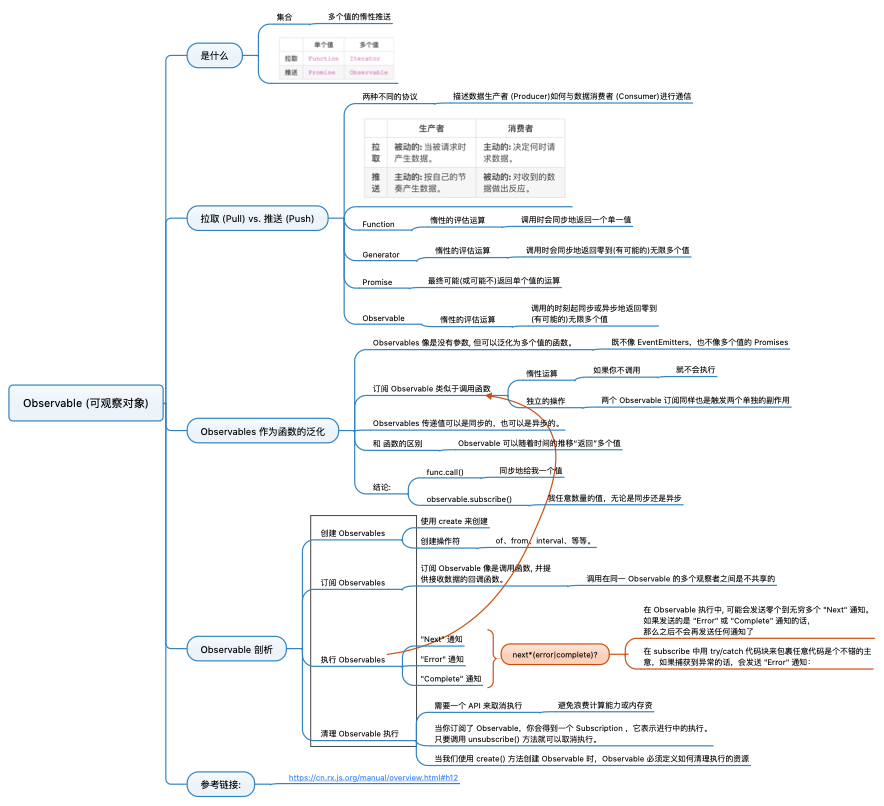 Observable (可观察对象)
是什么
集合
多个值的惰性推送
单个值 多个值
拉取 Function Iterator
推送 Promise Observable
拉取 (Pull) vs. 推送 (Push)
两种不同的协议
描述数据生产者 (Producer)如何与数据消费者 (Consumer)进行通信
生产者 消费者
拉取 被动的: 当被请求时产生数据。 主动的: 决定何时请求数据。
推送 主动的: 按自己的节奏产生数据。 被动的: 对收到的数据做出反应。
Function
惰性的评估运算
调用时会同步地返回一个单一值
Generator
惰性的评估运算
调用时会同步地返回零到(有可能的)无限多个值
Promise
最终可能(或可能不)返回单个值的运算
Observable
惰性的评估运算
调用的时刻起同步或异步地返回零到
(有可能的)无限多个值
Observables 作为函数的泛化
Observables 像是没有参数, 但可以泛化为多个值的函数。
既不像 EventEmitters，也不像多个值的 Promises
订阅 Observable 类似于调用函数
惰性运算
如果你不调用
就不会执行
独立的操作
两个 Observable 订阅同样也是触发两个单独的副作用
Observables 传递值可以是同步的，也可以是异步的。
和 函数的区别
Observable 可以随着时间的推移“返回”多个值
结论:
func.call()
同步地给我一个值
observable.subscribe()
我任意数量的值，无论是同步还是异步
Observable 剖析
创建 Observables
使用 create 来创建
创建操作符
of、from、interval、等等。
订阅 Observables
订阅 Observable 像是调用函数, 并提
供接收数据的回调函数。
调用在同一 Observable 的多个观察者之间是不共享的
执行 Observables
"Next" 通知
"Error" 通知
"Complete" 通知
next*(error|complete)?
在 Observable 执行中, 可能会发送零个到无穷多个 "Next" 通知。
如果发送的是 "Error" 或 "Complete" 通知的话，
那么之后不会再发送任何通知了
在 subscribe 中用 try/catch 代码块来包裹任意代码是个不错的主
意，如果捕获到异常的话，会发送 "Error" 通知：
清理 Observable 执行
需要一个 API 来取消执行
避免浪费计算能力或内存资
当你订阅了 Observable，你会得到一个 Subscription ，它表示进行中的执行。
只要调用 unsubscribe() 方法就可以取消执行。
当我们使用 create() 方法创建 Observable 时，Observable 必须定义如何清理执行的资源
参考链接:
https://cn.rx.js.org/manual/overview.html#h12